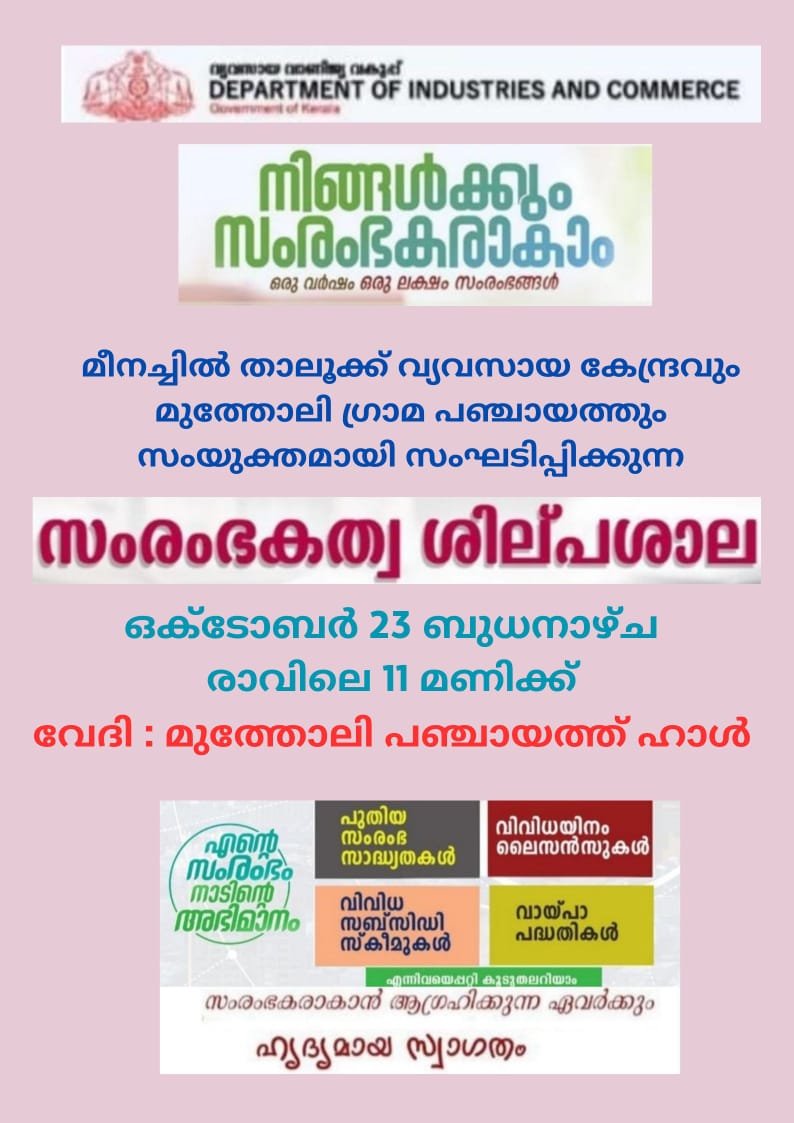 വ്യവസായ വാണിജ്യ വകുപ്പ്
DEPARTMENT OF INDUSTRIES AND COMMERCE
Government of Kerala
നിങ്ങൾക്കും
സംരംഭകരാകാം
ഒരു വർഷം ഒരു ലക്ഷം സംരംഭങ്ങൾ
മീനച്ചിൽ താലൂക്ക് വ്യവസായ കേന്ദ്രവും
മുത്തോലി ഗ്രാമ പഞ്ചായത്തും
സംയുക്തമായി സംഘടിപ്പിക്കുന്ന
സംരംഭകത്വ ശില്പശാല
ഒക്ടോബർ 23 ബുധനാഴ്ച
രാവിലെ 11 മണിക്ക്
വേദി : മുത്തോലി പഞ്ചായത്ത് ഹാൾ
എന്റെ
സംരംഭം
നാടിന്റെ
അഭിമാനം
പുതിയ
സംരംഭ
സാദ്ധ്യതകൾ
വിവിധയിനം
ലൈസൻസുകൾ
വിവിധ
സബ്സിഡി
സ്കീമുകൾ
വായ്പാ
പദ്ധതികൾ
എന്നിവയെപ്പറ്റി കൂടുതലറിയാം
സംരംഭകരാകാൻ ആഗ്രഹിക്കുന്ന ഏവർക്കും
ഹൃദ്യമായ സ്വാഗതം